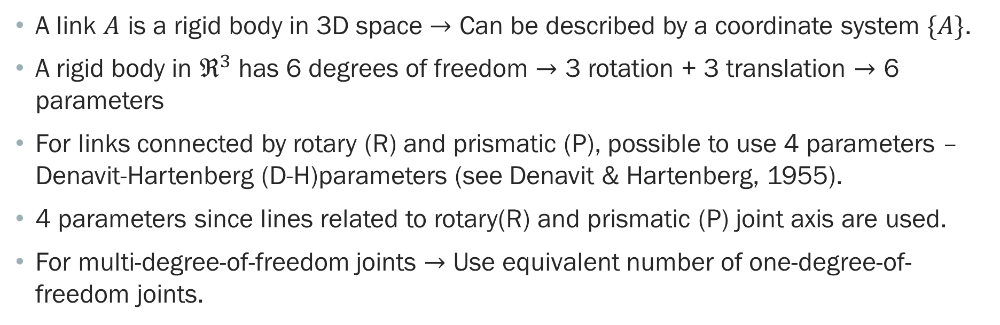 • A link A is a rigid body in 3D space → Can be described by a coordinate system {A}.
• A rigid body in ℜ³ has 6 degrees of freedom → 3 rotation + 3 translation → 6
parameters
• For links connected by rotary (R) and prismatic (P), possible to use 4 parameters –
Denavit-Hartenberg (D-H)parameters (see Denavit & Hartenberg, 1955).
• 4 parameters since lines related to rotary(R) and prismatic (P) joint axis are used.
• For multi-degree-of-freedom joints → Use equivalent number of one-degree-of-
freedom joints.